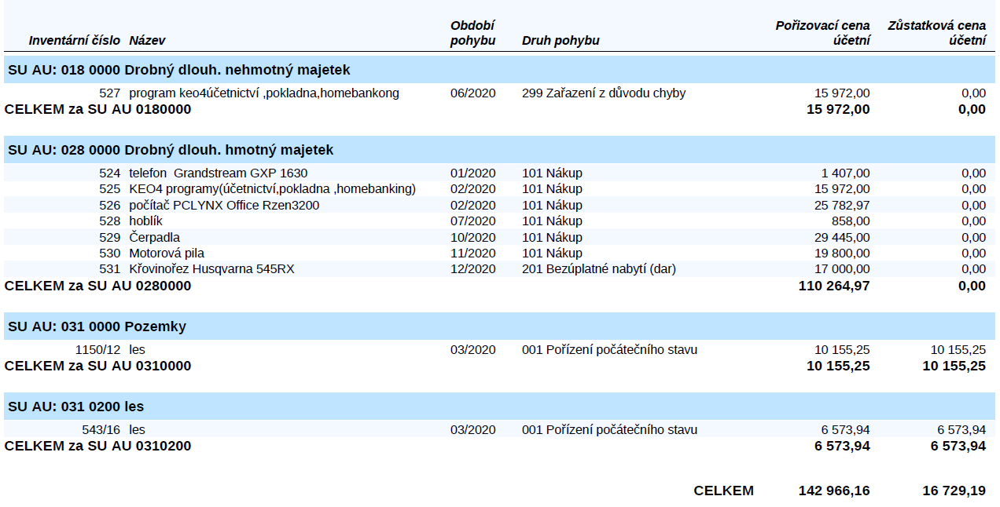 Období Pořizovací cena Zůstatková cena
Inventární číslo Název pohybu Druh pohybu účetní účetní
SU AU: 018 0000 Drobný dlouh. nehmotný majetek
527 program keo4účetnictví ,pokladna,homebankong 06/2020 299 Zařazení z důvodu chyby 15 972,00 0,00
CELKEM za SU AU 0180000 15 972,00 0,00
SU AU: 028 0000 Drobný dlouh. hmotný majetek
524 telefon  Grandstream GXP 1630 01/2020 101 Nákup 1 407,00 0,00
525 KEO4 programy(účetnictví,pokladna ,homebanking) 02/2020 101 Nákup 15 972,00 0,00
526 počítač PCLYNX Office Rzen3200 02/2020 101 Nákup 25 782,97 0,00
528 hoblík 07/2020 101 Nákup 858,00 0,00
529 Čerpadla 10/2020 101 Nákup 29 445,00 0,00
530 Motorová pila 11/2020 101 Nákup 19 800,00 0,00
531 Křovinořez Husqvarna 545RX 12/2020 201 Bezúplatné nabytí (dar) 17 000,00 0,00
CELKEM za SU AU 0280000 110 264,97 0,00
SU AU: 031 0000 Pozemky
1150/12 les 03/2020 001 Pořízení počátečního stavu 10 155,25 10 155,25
CELKEM za SU AU 0310000 10 155,25 10 155,25
SU AU: 031 0200 les
543/16 les 03/2020 001 Pořízení počátečního stavu 6 573,94 6 573,94
CELKEM za SU AU 0310200 6 573,94 6 573,94
CELKEM 142 966,16 16 729,19